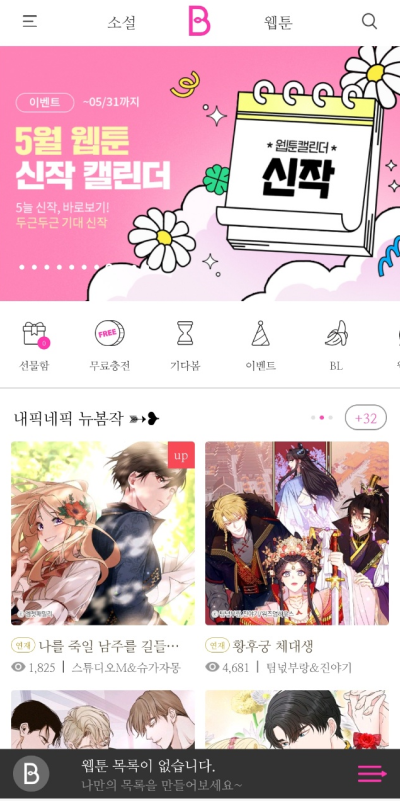 소설
B
웹툰
이벤트
~05/31까지
5월 웹툰
신작 캘린더
5늘 신작, 바로보기!
두근두근 기대 신작
★웹툰캘린더★
신작
FREE
선물함
무료충전
기다봄
이벤트
BL
내픽네픽 뉴봄작 ➳❥
+32
up
연재 나를 죽일 남주를 길들⋯
1,825 | 스튜디오M&슈가자몽
연재 황후궁 체대생
4,681 | 텀넣부랑&진야기
B
웹툰 목록이 없습니다.
나만의 목록을 만들어보세요~